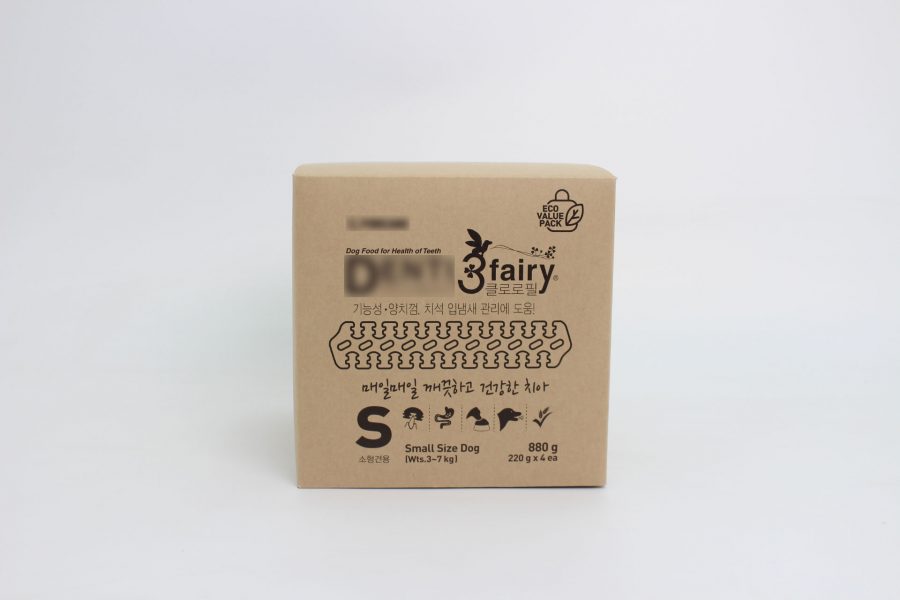 ECO
VALUE
PACK
Dog Food for Health of Teeth
3 fairy®
클로로필
기능성·양치껌, 치석 입냄새 관리에 도움!
매일매일 깨끗하고 건강한 치아
S
소형견용
Small Size Dog
(Wts.3~7 kg)
880 g
220 g x 4 ea